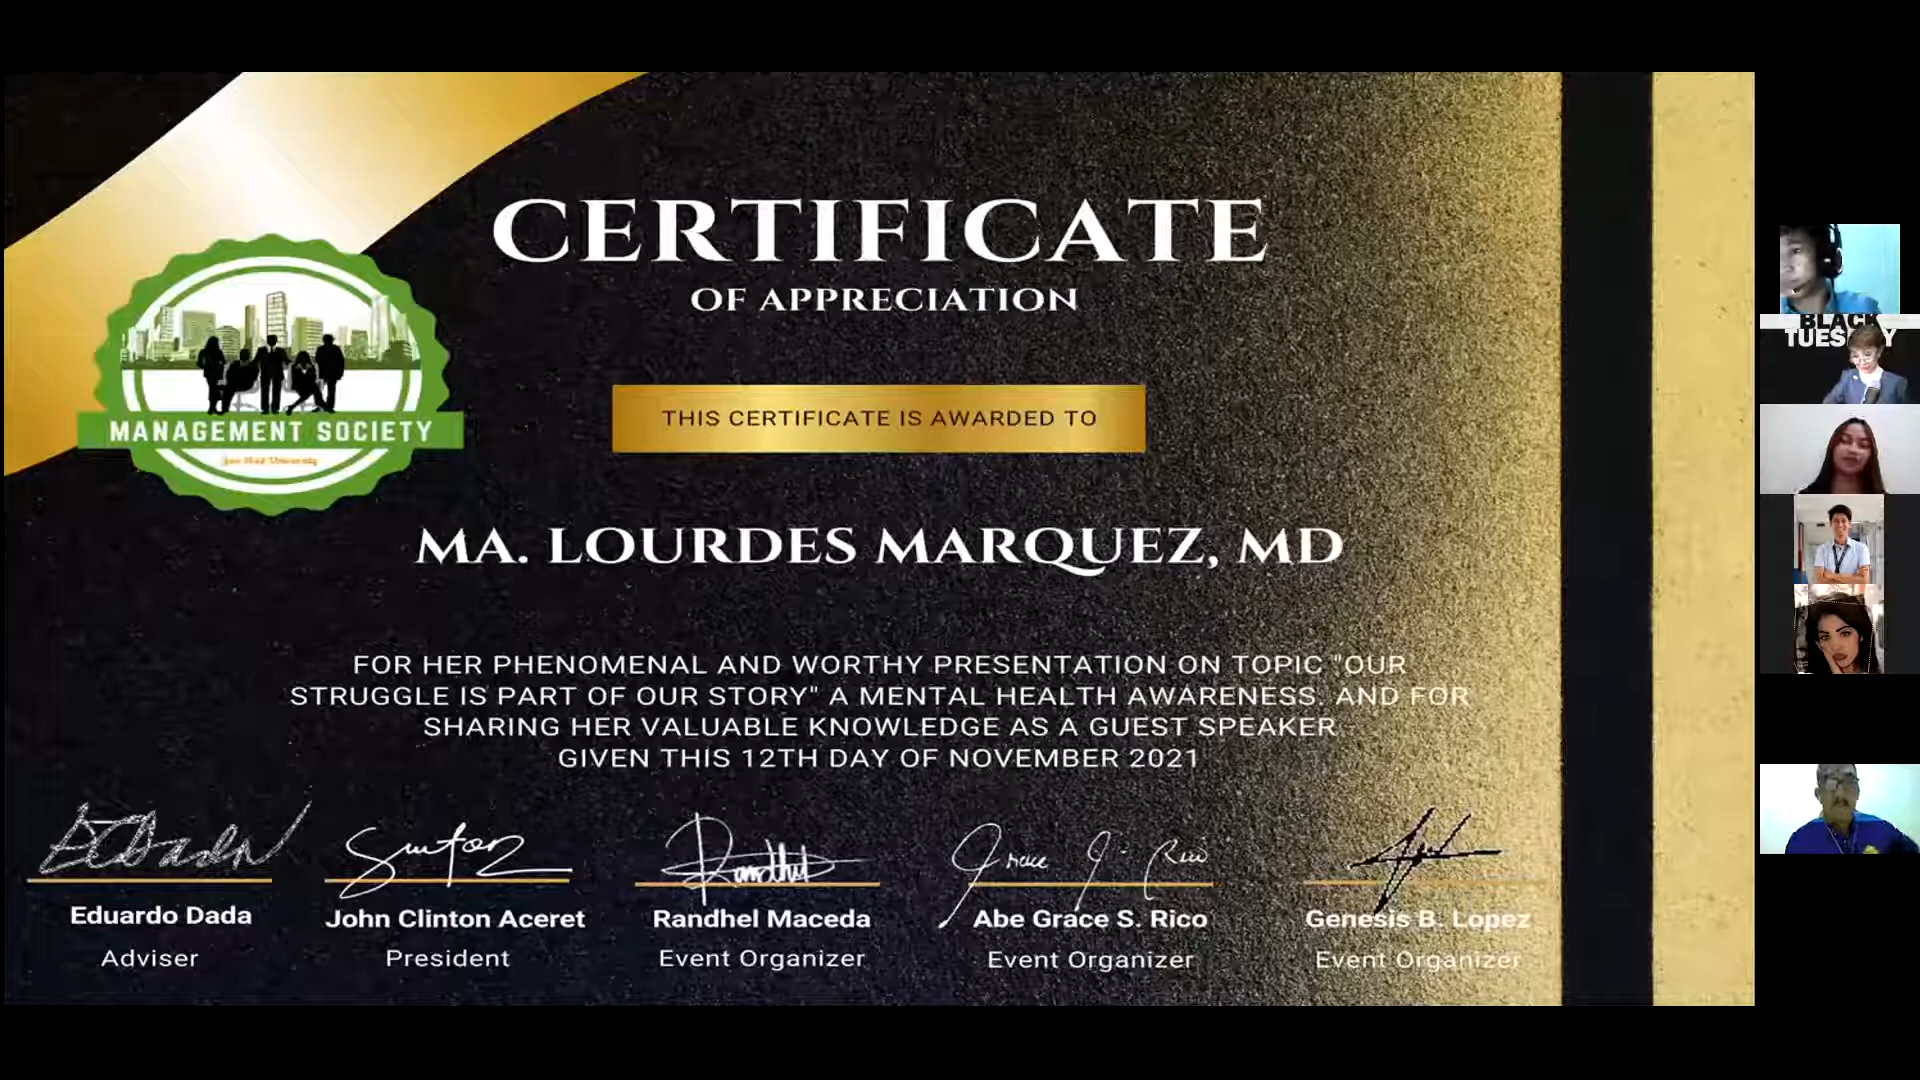 CERTIFICATE
OF APPRECIATION
MANAGEMENT SOCIETY
THIS CERTIFICATE IS AWARDED TO
MA. LOURDES MARQUEZ, MD
FOR HER PHENOMENAL AND WORTHY PRESENTATION ON TOPIC "OUR
STRUGGLE IS PART OF OUR STORY" A MENTAL HEALTH AWARENESS. AND FOR
SHARING HER VALUABLE KNOWLEDGE AS A GUEST SPEAKER
GIVEN THIS 12TH DAY OF NOVEMBER 2021
Eduardo Dada
Adviser
John Clinton Aceret
President
Randhel Maceda
Event Organizer
Abe Grace S. Rico
Event Organizer
Genesis B. Lopez
Event Organizer
BLACK